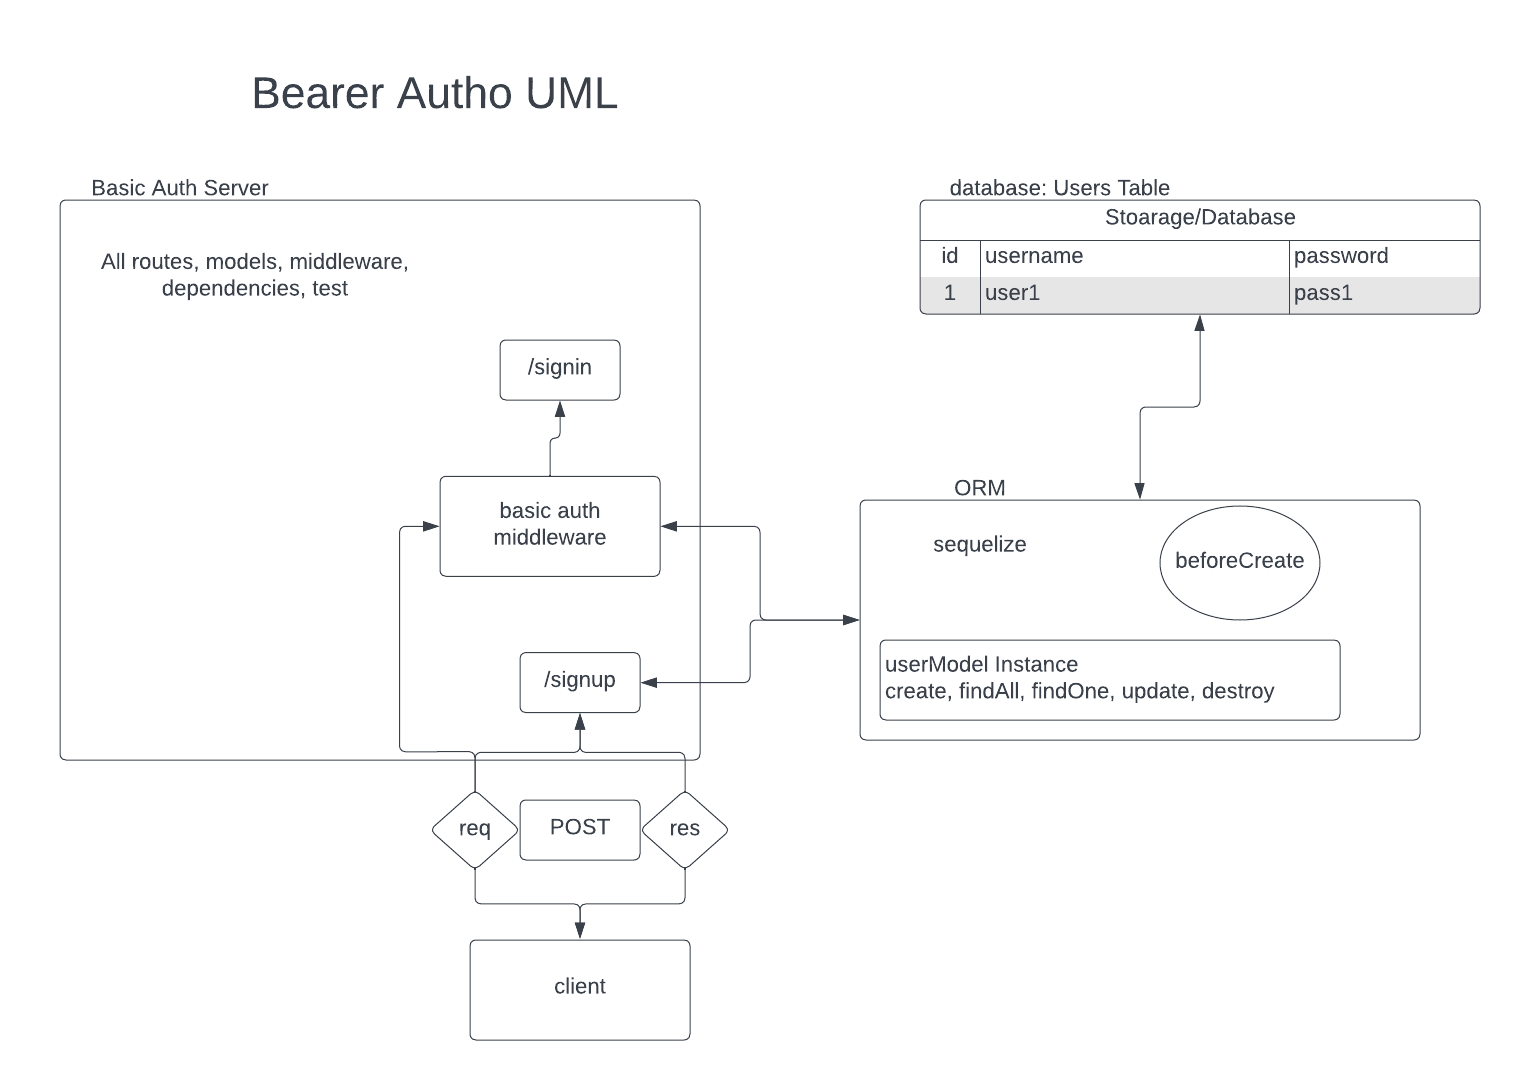 Bearer Autho UML
Basic Auth Server
All routes, models, middleware,
dependencies, test
/signin
basic auth
middleware
/signup
req
POST
res
client
database: Users Table
Stoarage/Database
id username password
1 user1 pass1
ORM
sequelize
beforeCreate
userModel Instance
create, findAll, findOne, update, destroy